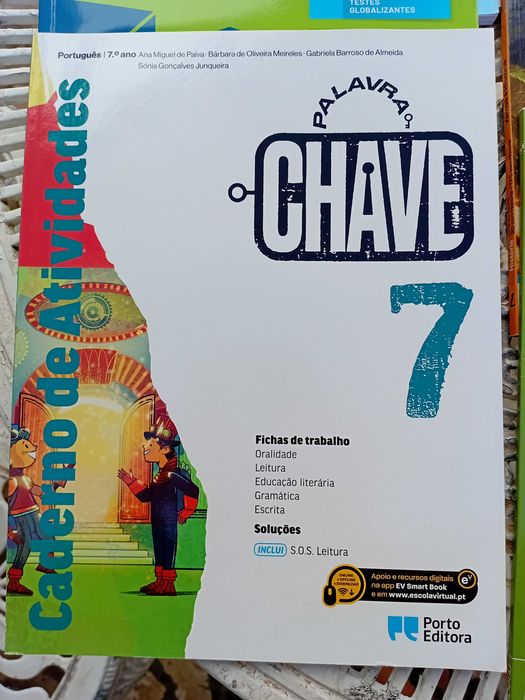 TESTES
GLOBALIZANTES
Português | 7.º ano Ana Miguel de Paiva · Bárbara de Oliveira Meireles · Gabriela Barroso de Almeida
Sónia Gonçalves Junqueira
Caderno de Atividades
PALAVRA
CHAVE
7
Fichas de trabalho
Oralidade
Leitura
Educação literária
Gramática
Escrita
Soluções
INCLUI S.O.S. Leitura
ONLINE
e OFFLINE
DOWNLOAD
Apoio e recursos digitais
na app EV Smart Book
e em www.escolavirtual.pt
eV
Porto
Editora
História